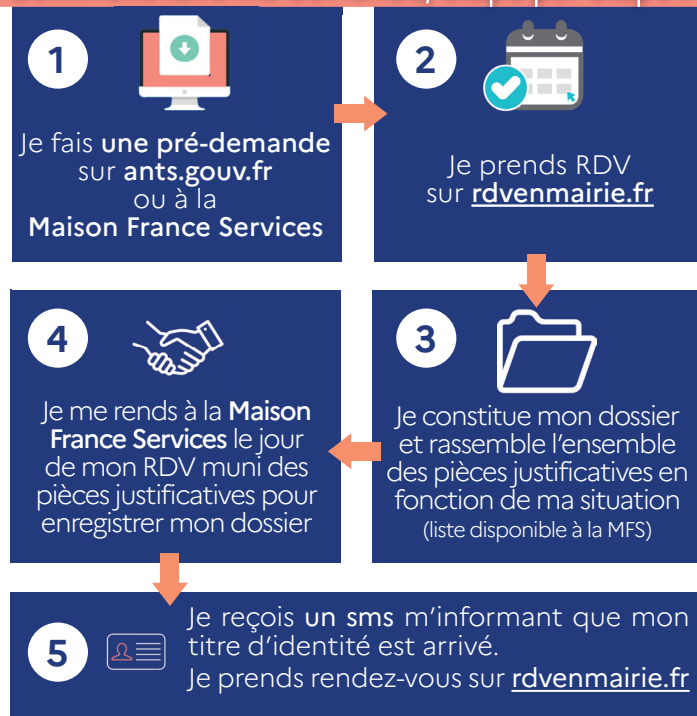 1
Je fais une pré-demande
sur ants.gouv.fr
ou à la
Maison France Services
2
Je prends RDV
sur rdvenmairie.fr
3
Je constitue mon dossier
et rassemble l’ensemble
des pièces justificatives en
fonction de ma situation
(liste disponible à la MFS)
4
Je me rends à la Maison
France Services le jour
de mon RDV muni des
pièces justificatives pour
enregistrer mon dossier
5
Je reçois un sms m’informant que mon
titre d’identité est arrivé.
Je prends rendez-vous sur rdvenmairie.fr